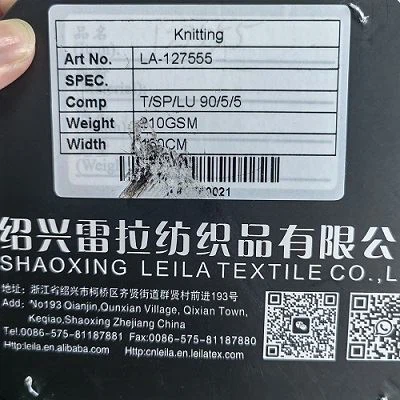 Knitting
Art No. LA-127555
SPEC.
Comp T/SP/LU 90/5/5
Weight 210GSM
Width CM
0021
绍兴雷拉纺织品有限公
SHAOXING LEILA TEXTILE CO.,L
地址：浙江省绍兴市柯桥区齐贤街道群贤村前进193号
Add: No193 Qianjin,Qunxian Village, Qixian Town,
Keqiao,Shaoxing Zhejiang China
Tel:0086-575-81187881 Fax:0086-575-81187880
Http:leila.en.alibaba.com Http:cnleila.en.leilatex.com